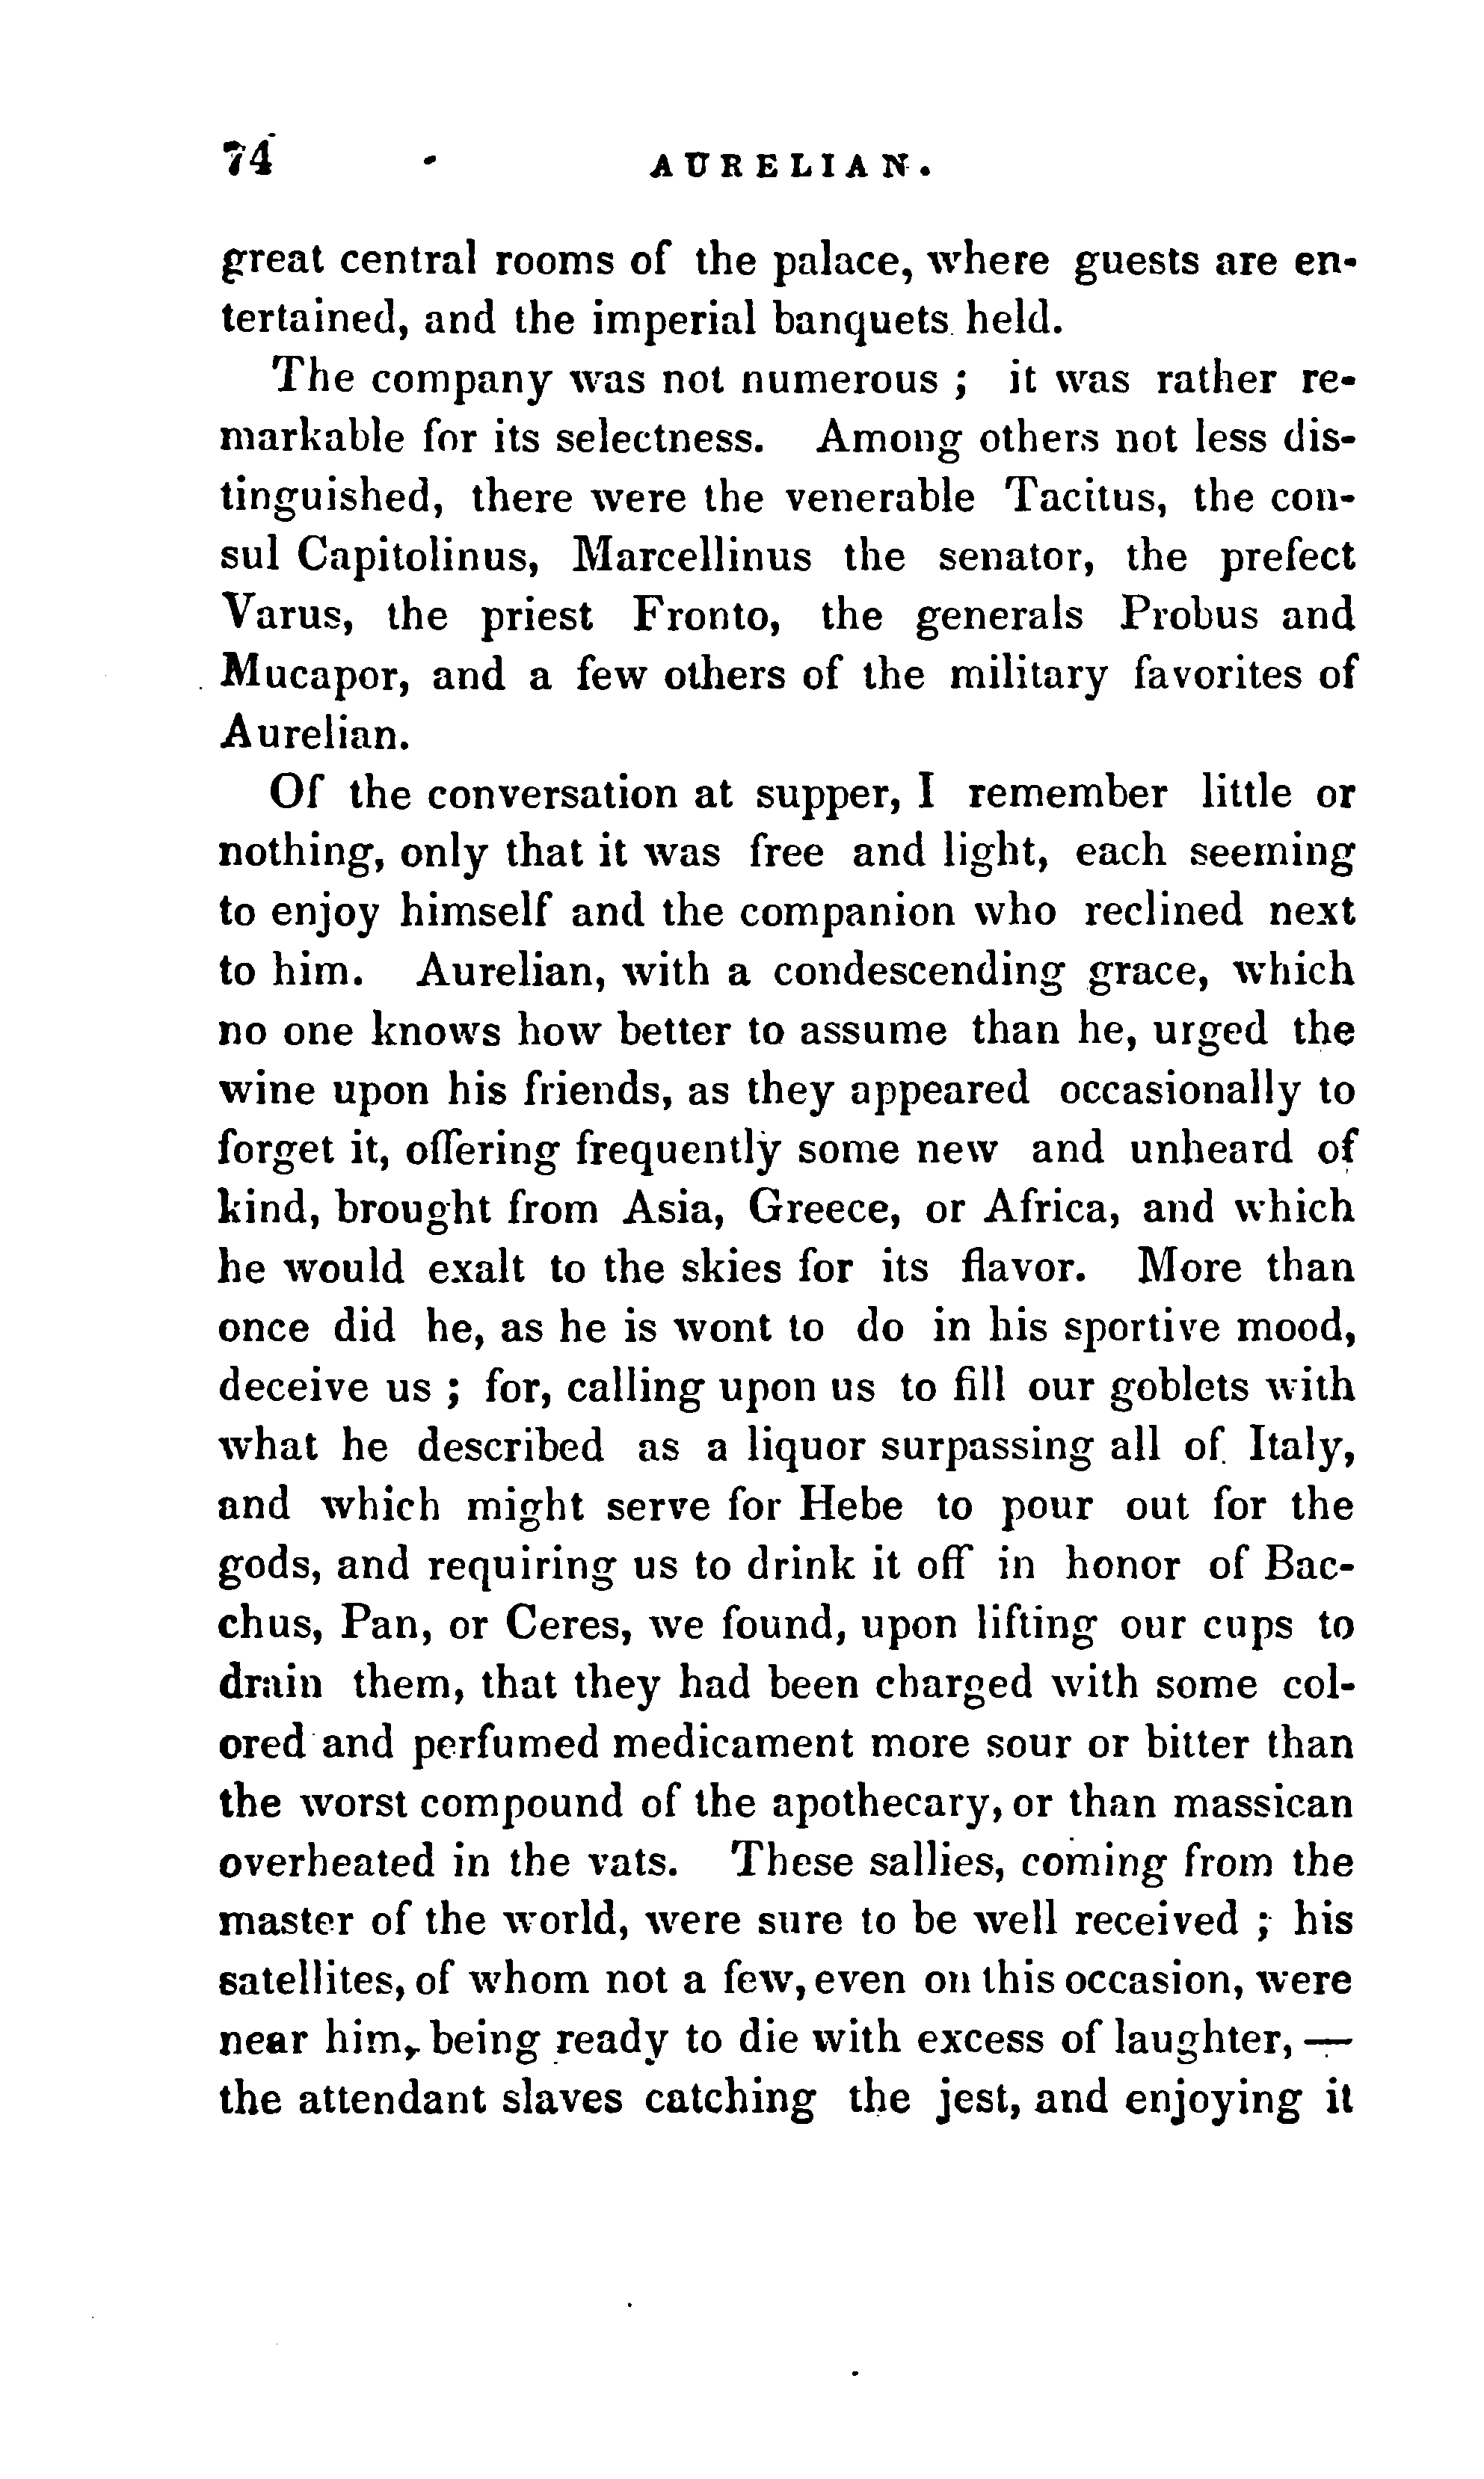 74 AURELIAN.
great central rooms of the palace, where guests are en-
tertained, and the imperial banquets held.
The company was not numerous ; it was rather re-
markable for its selectness. Among others not less dis-
tinguished, there were the venerable Tacitus, the con-
sul Capitolinus, Marcellinus the senator, the prefect
Varus, the priest Fronto, the generals Probus and
Mucapor, and a few others of the military favorites of
Aurelian.
Of the conversation at supper, I remember little or
nothing, only that it was free and light, each seeming
to enjoy himself and the companion who reclined next
to him. Aurelian, with a condescending grace, which
no one knows how better to assume than he, urged the
wine upon his friends, as they appeared occasionally to
forget it, offering frequently some new and unheard of
kind, brought from Asia, Greece, or Africa, and which
he would exalt to the skies for its flavor. More than
once did he, as he is wont to do in his sportive mood,
deceive us ; for, calling upon us to fill our goblets with
what he described as a liquor surpassing all of Italy,
and which might serve for Hebe to pour out for the
gods, and requiring us to drink it off in honor of Bac-
chus, Pan, or Ceres, we found, upon lifting our cups to
drain them, that they had been charged with some col-
ored and perfumed medicament more sour or bitter than
the worst compound of the apothecary, or than massican
overheated in the vats. These sallies, coming from the
master of the world, were sure to be well received ; his
satellites, of whom not a few, even on this occasion, were
near him, being ready to die with excess of laughter, —
the attendant slaves catching the jest, and enjoying it